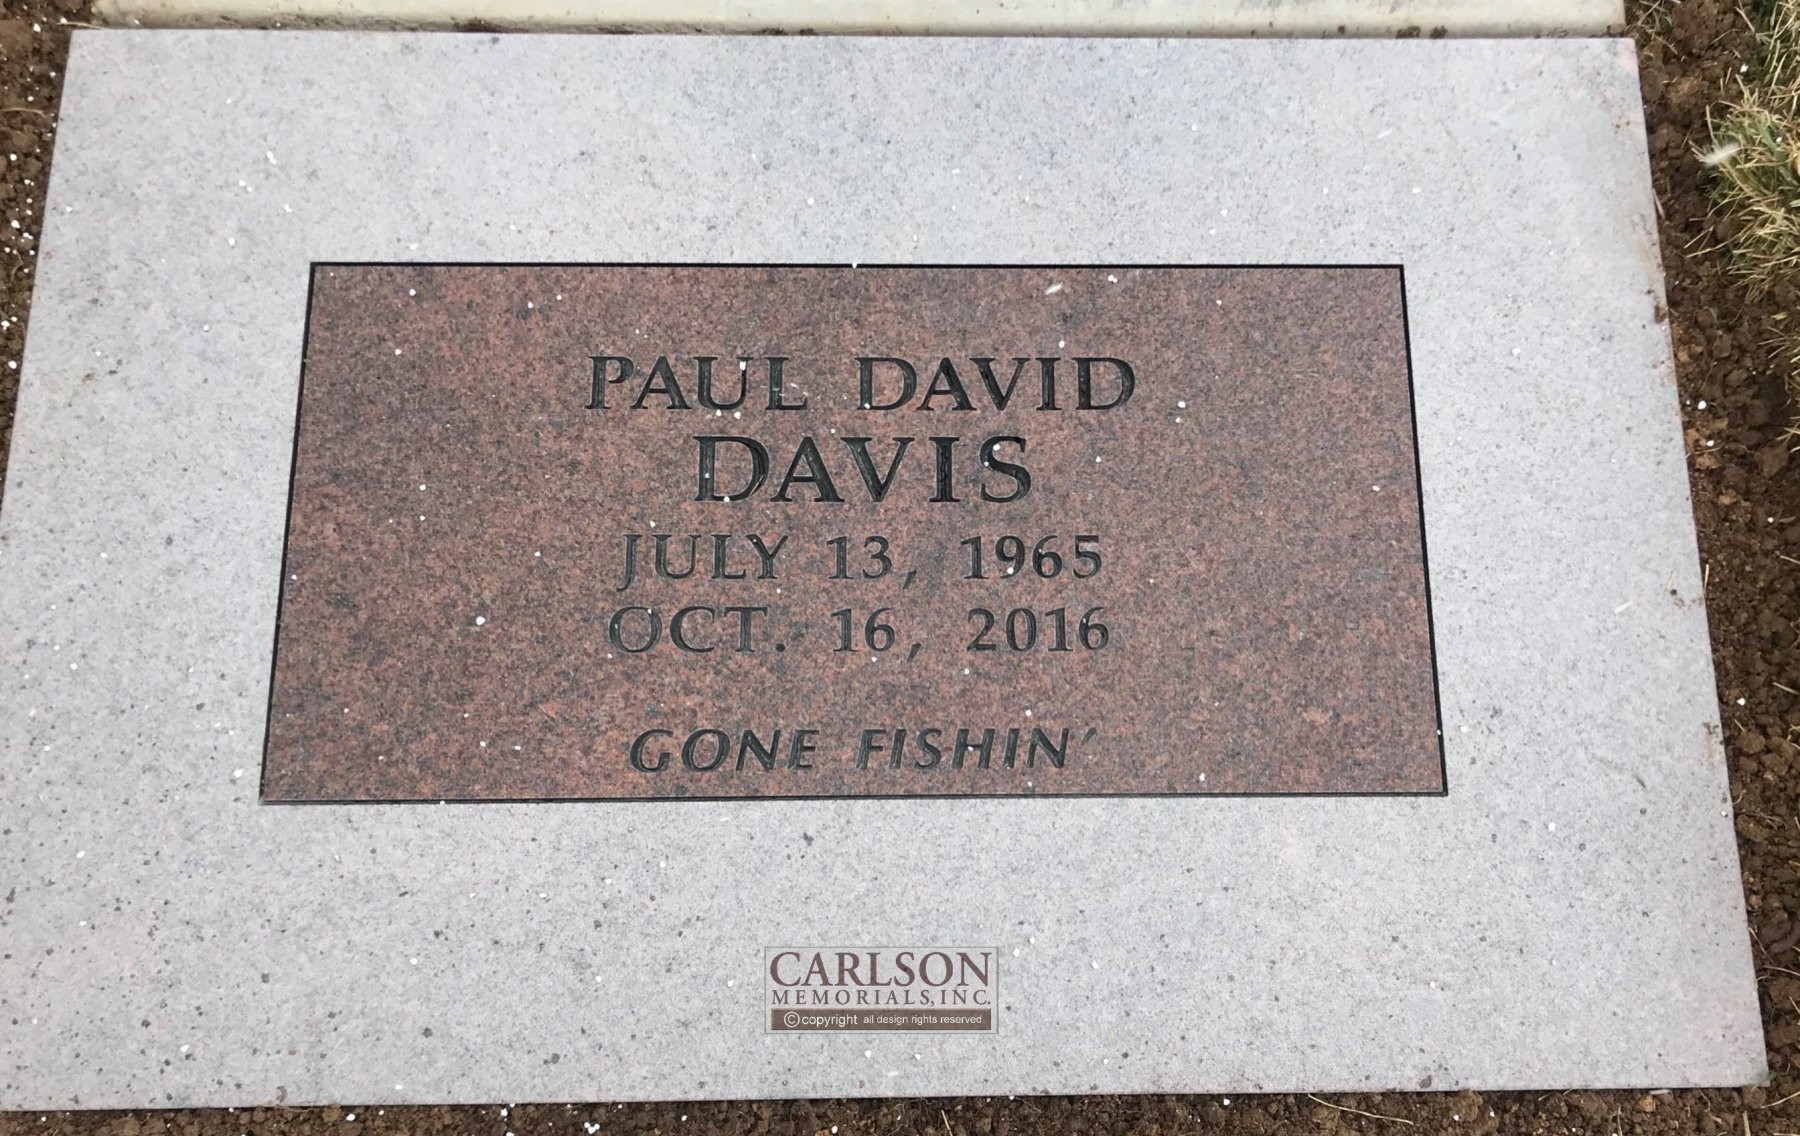 PAUL DAVID
DAVIS
JULY 13, 1965
OCT. 16, 2016
GONE FISHIN'
CARLSON
MEMORIALS, INC.
© copyright all design rights reserved